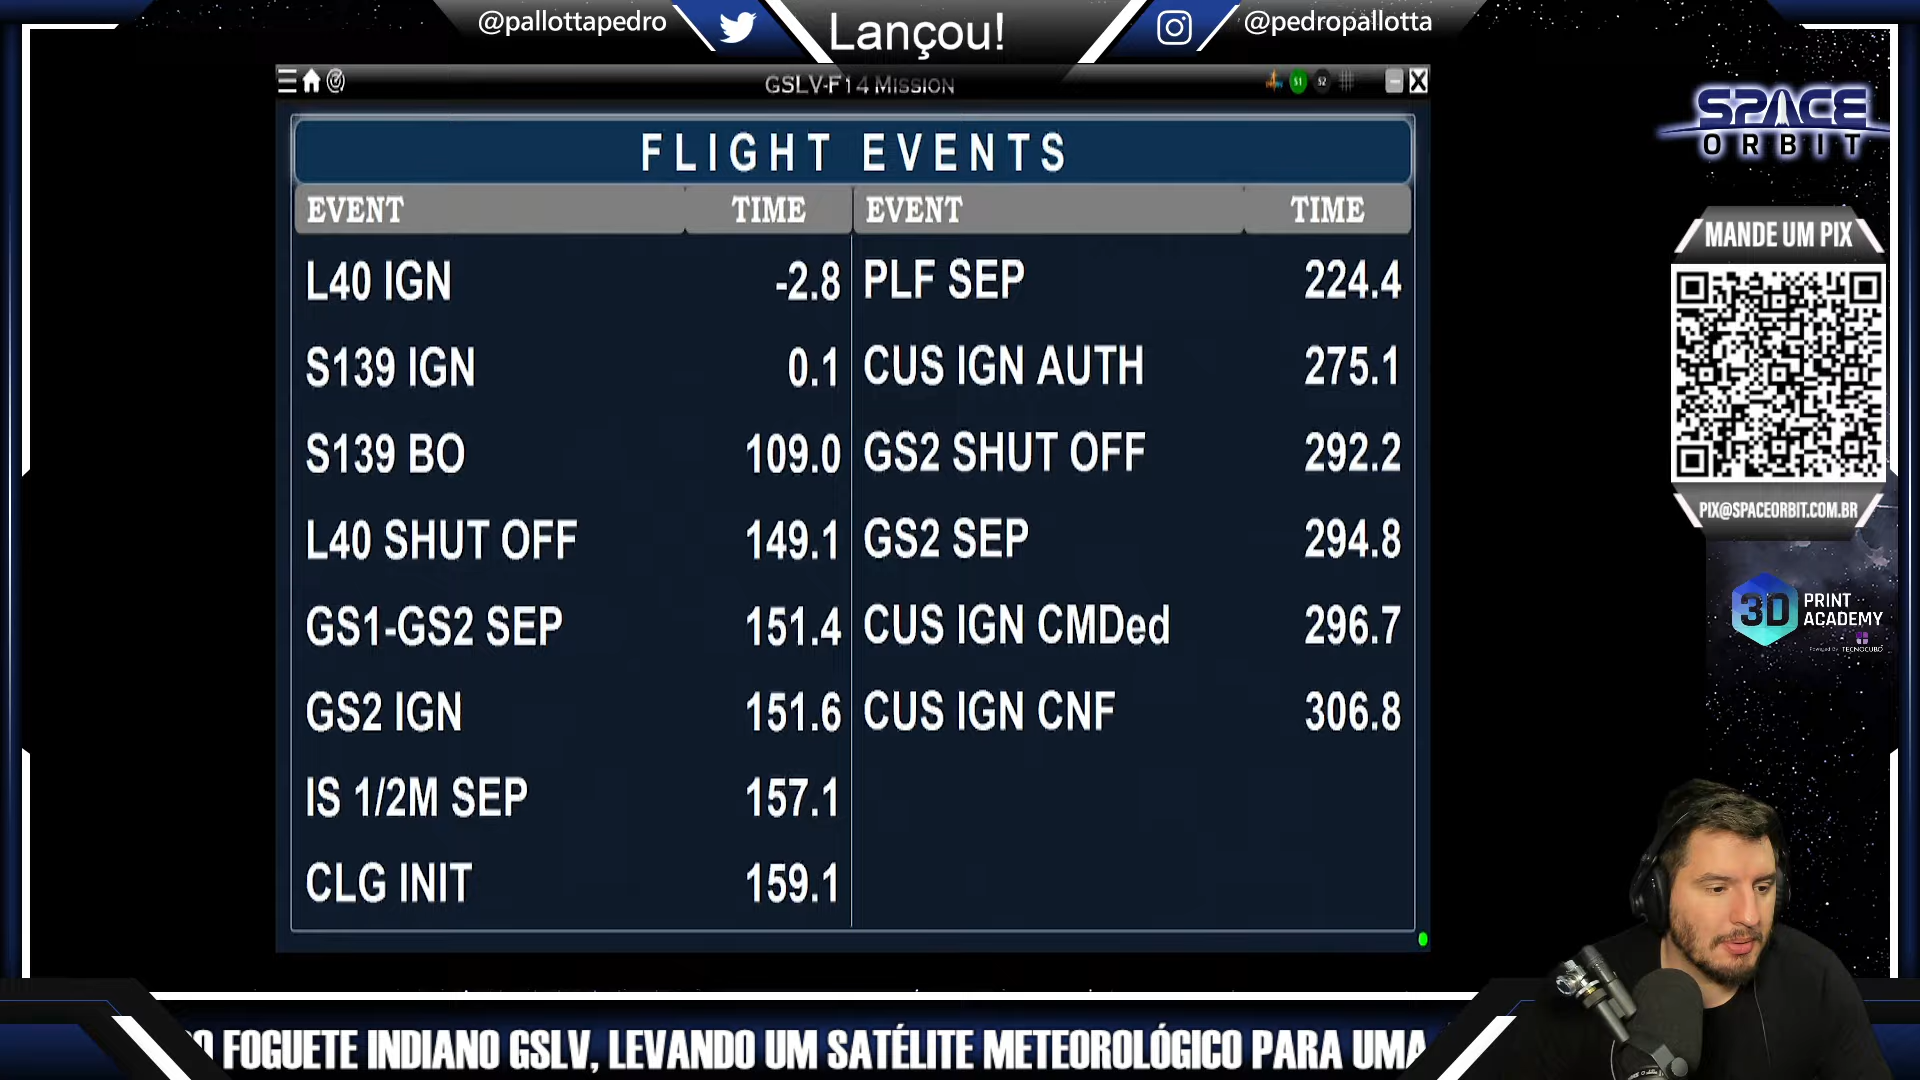 @pallottapedro
Lançou!
@pedropallotta
GSLV-F14 MISSION
S1
S2
FLIGHT EVENTS
EVENT TIME EVENT TIME
L40 IGN -2.8 PLF SEP 224.4
S139 IGN 0.1 CUS IGN AUTH 275.1
S139 BO 109.0 GS2 SHUT OFF 292.2
L40 SHUT OFF 149.1 GS2 SEP 294.8
GS1-GS2 SEP 151.4 CUS IGN CMDed 296.7
GS2 IGN 151.6 CUS IGN CNF 306.8
IS 1/2M SEP 157.1
CLG INIT 159.1
SPACE
ORBIT
MANDE UM PIX
PIX@SPACEORBIT.COM.BR
3D PRINT
ACADEMY
Powered By TECNOCUBO
FOGUETE INDIANO GSLV, LEVANDO UM SATÉLITE METEOROLÓGICO PARA UMA